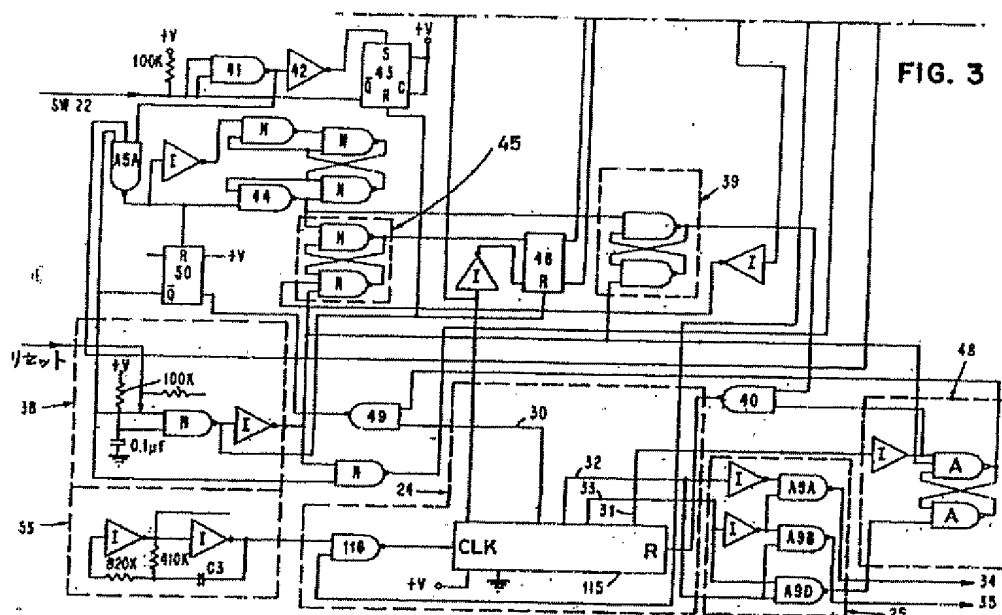 +V
+V
100K
41
42
S
43
Q̄
C
R
FIG. 3
SW 22
A5A
I
N
N
45
39
44
N
N
46
R
I
I
R
50
+V
Q̄
N
リセット
+V
100K
38
N
I
0.1μf
49
30
40
48
N
24
32
33
31
I
I
A9A
A
I
A9B
A
55
I
I
820K
410K
C3
116
CLK
R
+V
115
A9D
34
35
25